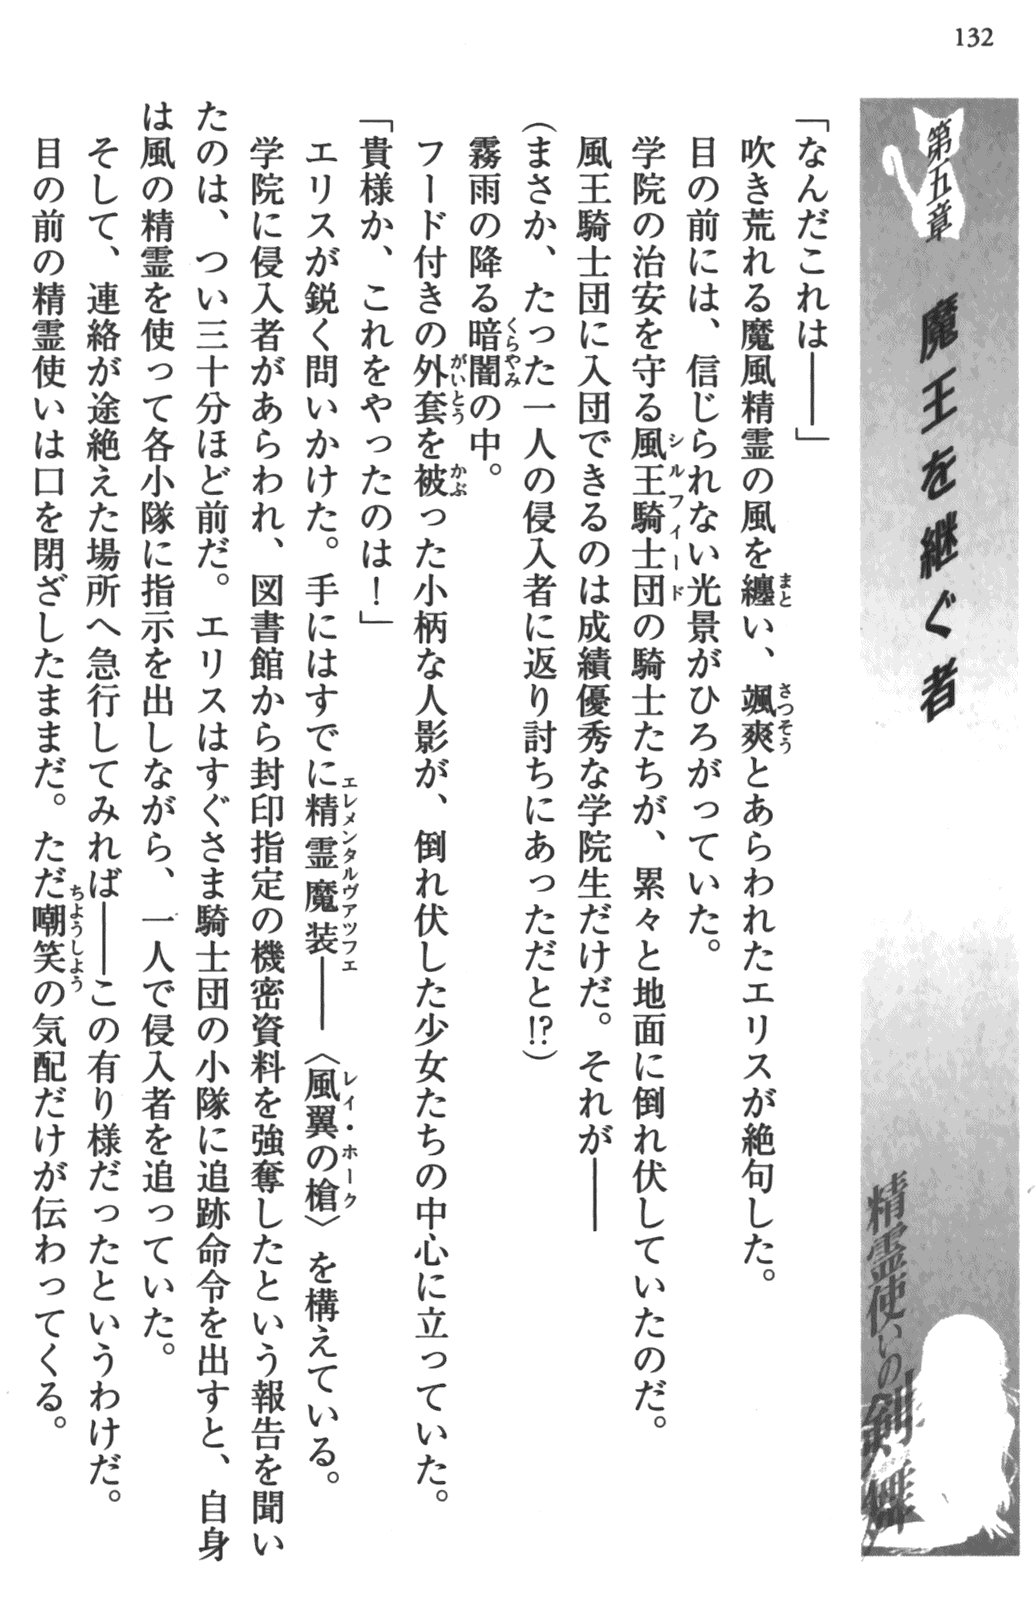 132
第五章 魔王を継ぐ者
精霊使いの剣舞
「なんだこれは――」
吹き荒れる魔風精霊の風を纏い、颯爽とあらわれたエリスが絶句した。
目の前には、信じられない光景がひろがっていた。
学院の治安を守る風王騎士団の騎士たちが、累々と地面に倒れ伏していたのだ。
風王騎士団に入団できるのは成績優秀な学院生だけだ。それが――
(まさか、たった一人の侵入者に返り討ちにあっただと!?)
霧雨の降る暗闇の中。
フード付きの外套を被った小柄な人影が、倒れ伏した少女たちの中心に立っていた。
「貴様か、これをやったのは！」
エリスが鋭く問いかけた。手にはすでに精霊魔装――〈風翼の槍〉を構えている。
学院に侵入者があらわれ、図書館から封印指定の機密資料を強奪したという報告を聞い
たのは、つい三十分ほど前だ。エリスはすぐさま騎士団の小隊に追跡命令を出すと、自身
は風の精霊を使って各小隊に指示を出しながら、一人で侵入者を追っていた。
そして、連絡が途絶えた場所へ急行してみれば――この有り様だったというわけだ。
目の前の精霊使いは口を閉ざしたままだ。ただ嘲笑の気配だけが伝わってくる。